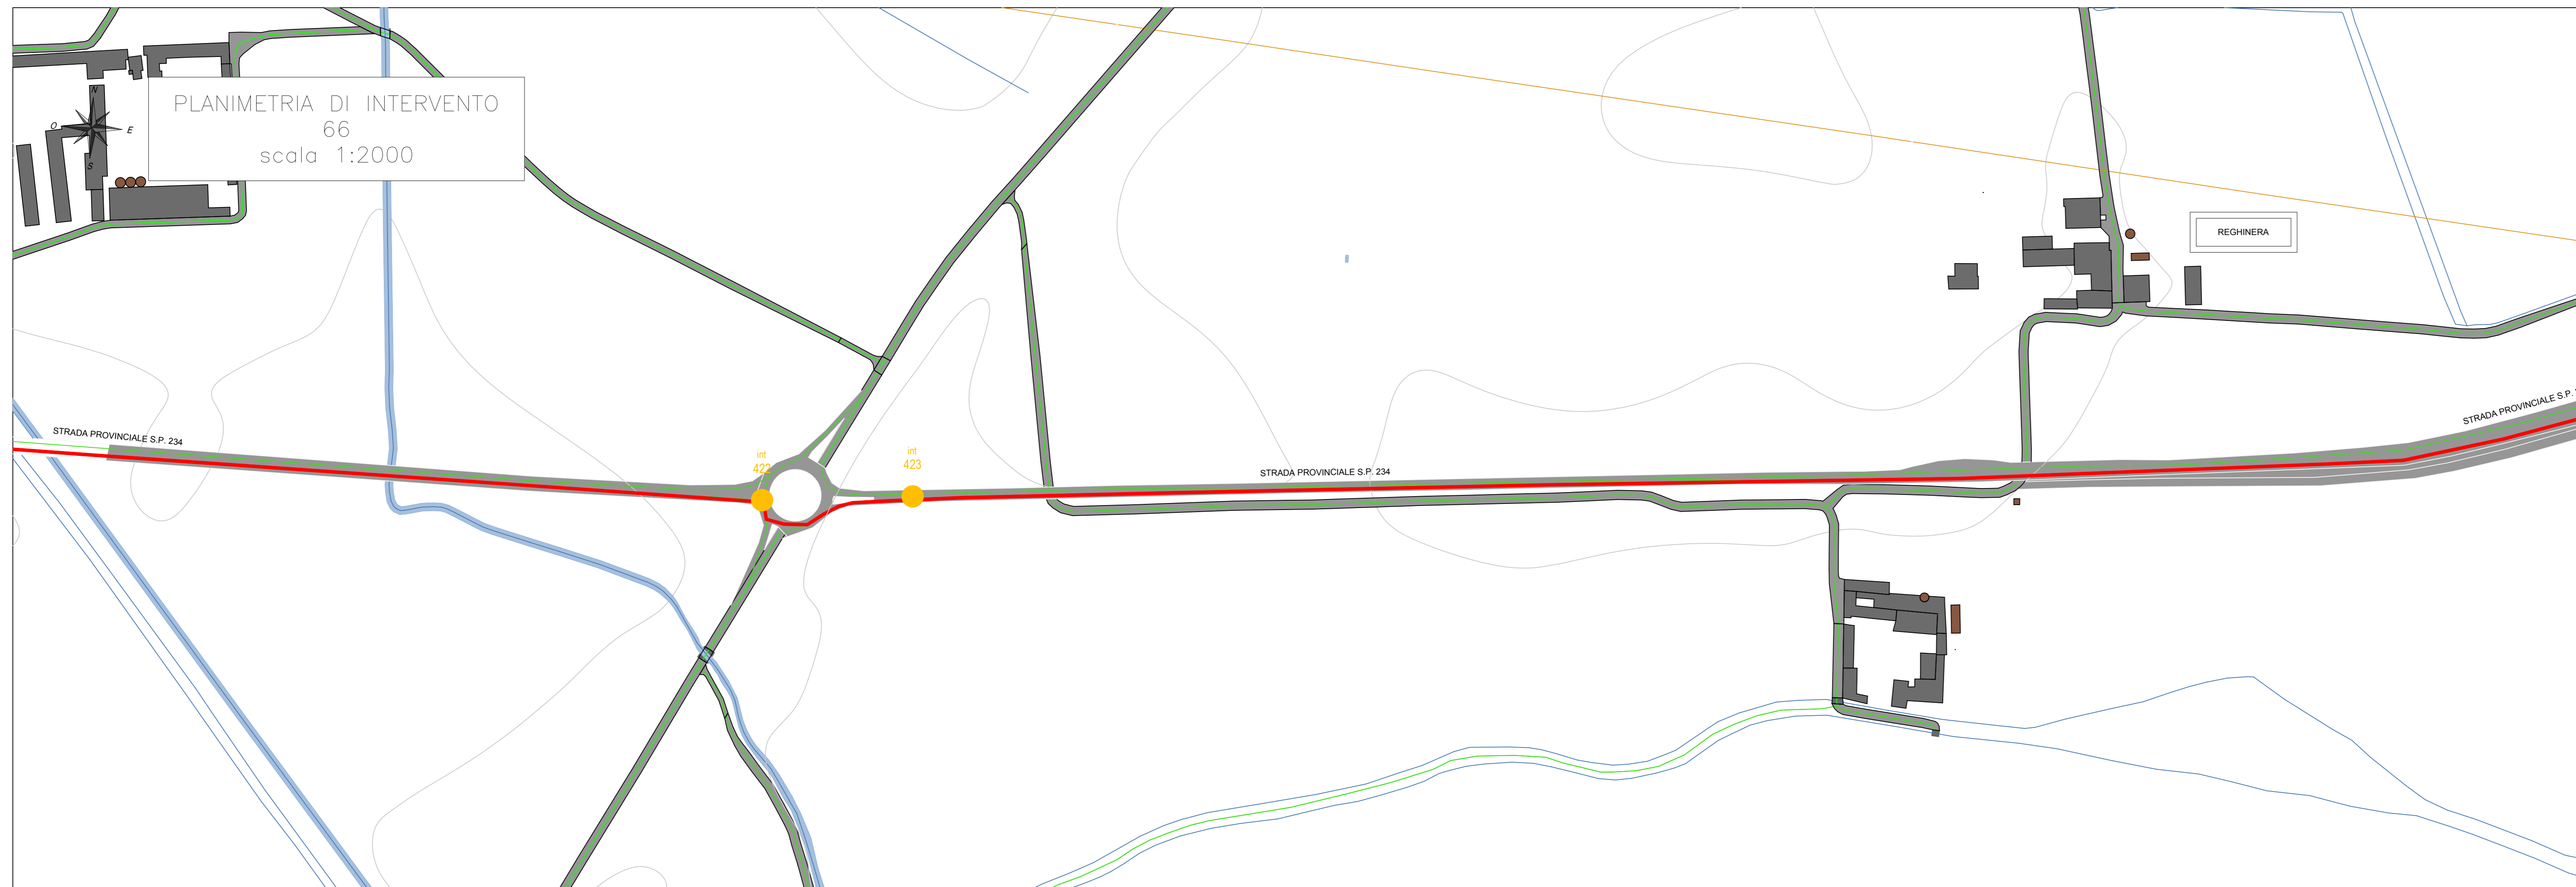 PLANIMETRIA DI INTERVENTO
66
scala 1:2000
N
O
E
S
REGHINERA
STRADA PROVINCIALE S.P. 234
int
422
int
423
STRADA PROVINCIALE S.P. 234
STRADA PROVINCIALE S.P.